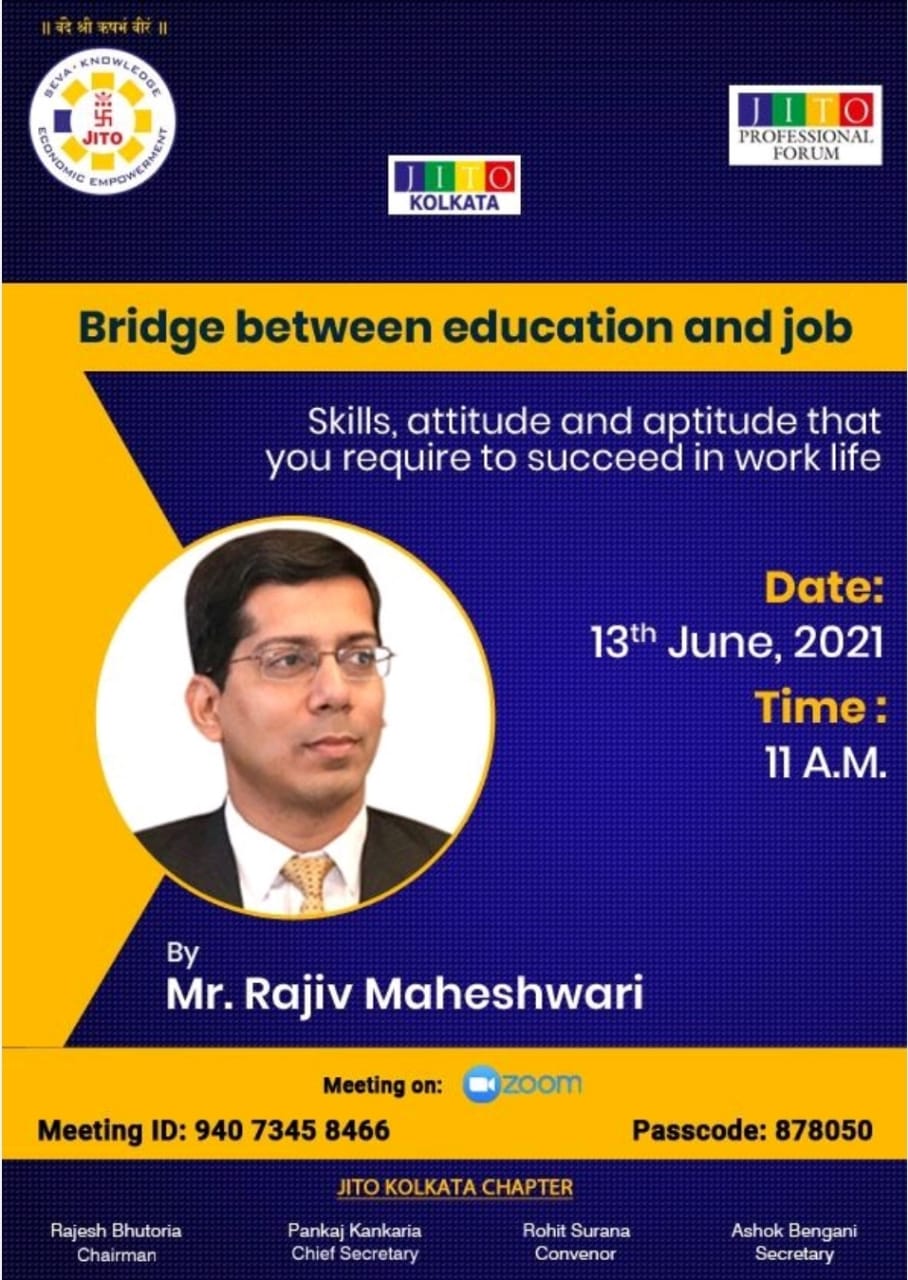 ॥ वंदे श्री ऋषभं वीरं ॥
SEVA • KNOWLEDGE
JITO
ECONOMIC EMPOWERMENT
JITO
PROFESSIONAL
FORUM
JITO
KOLKATA
Bridge between education and job
Skills, attitude and aptitude that
you require to succeed in work life
Date:
13th June, 2021
Time :
11 A.M.
By
Mr. Rajiv Maheshwari
Meeting on: zoom
Meeting ID: 940 7345 8466 Passcode: 878050
JITO KOLKATA CHAPTER
Rajesh Bhutoria Pankaj Kankaria Rohit Surana Ashok Bengani
Chairman Chief Secretary Convenor Secretary